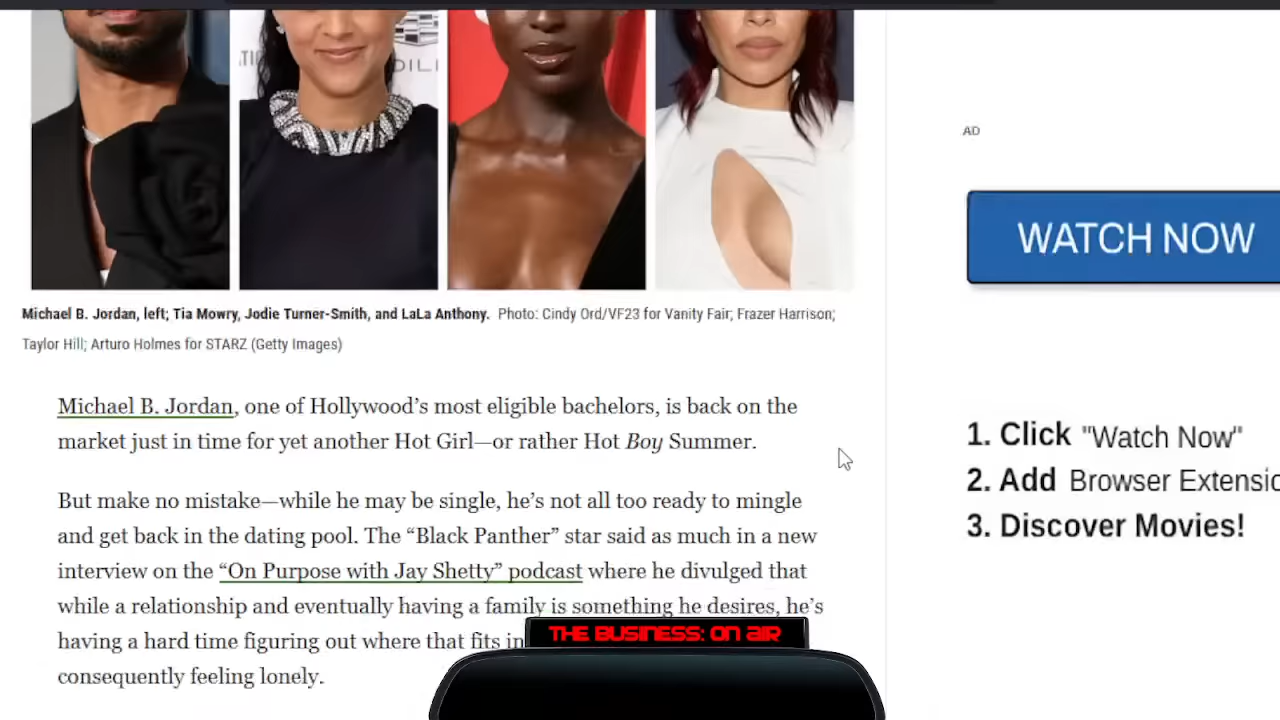 DILL
AD
WATCH NOW
Michael B. Jordan, left; Tia Mowry, Jodie Turner-Smith, and LaLa Anthony. Photo: Cindy Ord/VF23 for Vanity Fair; Frazer Harrison;
Taylor Hill; Arturo Holmes for STARZ (Getty Images)
Michael B. Jordan, one of Hollywood’s most eligible bachelors, is back on the
market just in time for yet another Hot Girl—or rather Hot Boy Summer.
But make no mistake—while he may be single, he’s not all too ready to mingle
and get back in the dating pool. The “Black Panther” star said as much in a new
interview on the “On Purpose with Jay Shetty” podcast where he divulged that
while a relationship and eventually having a family is something he desires, he’s
having a hard time figuring out where that fits in
consequently feeling lonely.
1. Click "Watch Now"
2. Add Browser Extensio
3. Discover Movies!
THE BUSINESS: ON AIR